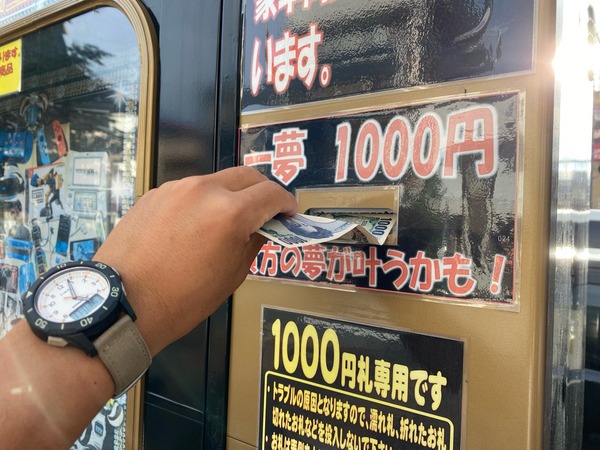 います。
夢 1000円
方の夢が叶うかも！
1000円札専用です
・トラブルの原因となりますので、濡れ札、折れたお札
切れたお札などを投入しないで下
1000